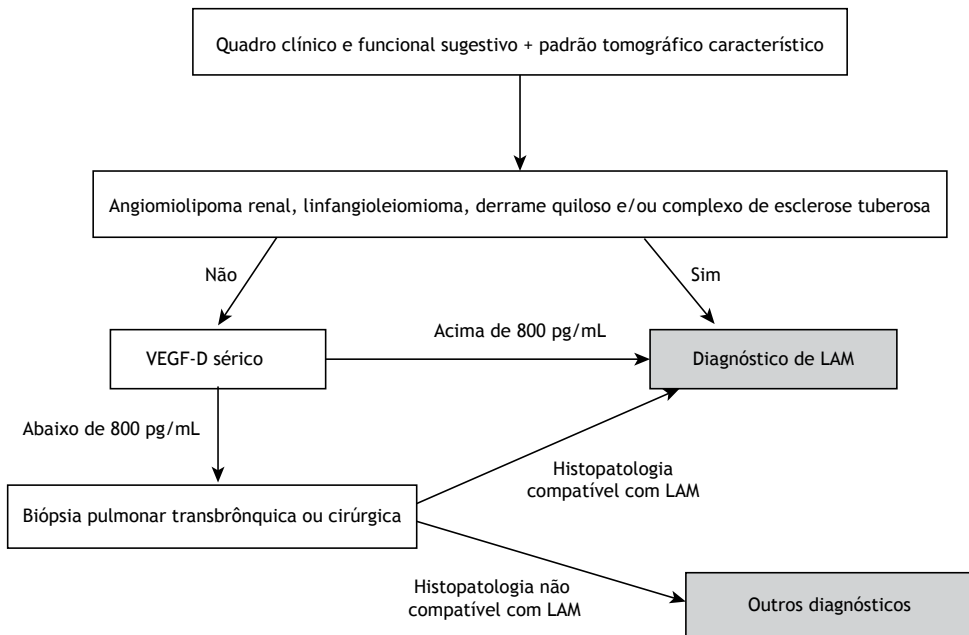 Quadro clínico e funcional sugestivo + padrão tomográfico característico
Angiomiolipoma renal, linfangioleiomioma, derrame quiloso e/ou complexo de esclerose tuberosa
Não
Sim
VEGF-D sérico
Acima de 800 pg/mL
Diagnóstico de LAM
Abaixo de 800 pg/mL
Biópsia pulmonar transbrônquica ou cirúrgica
Histopatologia
compatível com LAM
Histopatologia não
compatível com LAM
Outros diagnósticos